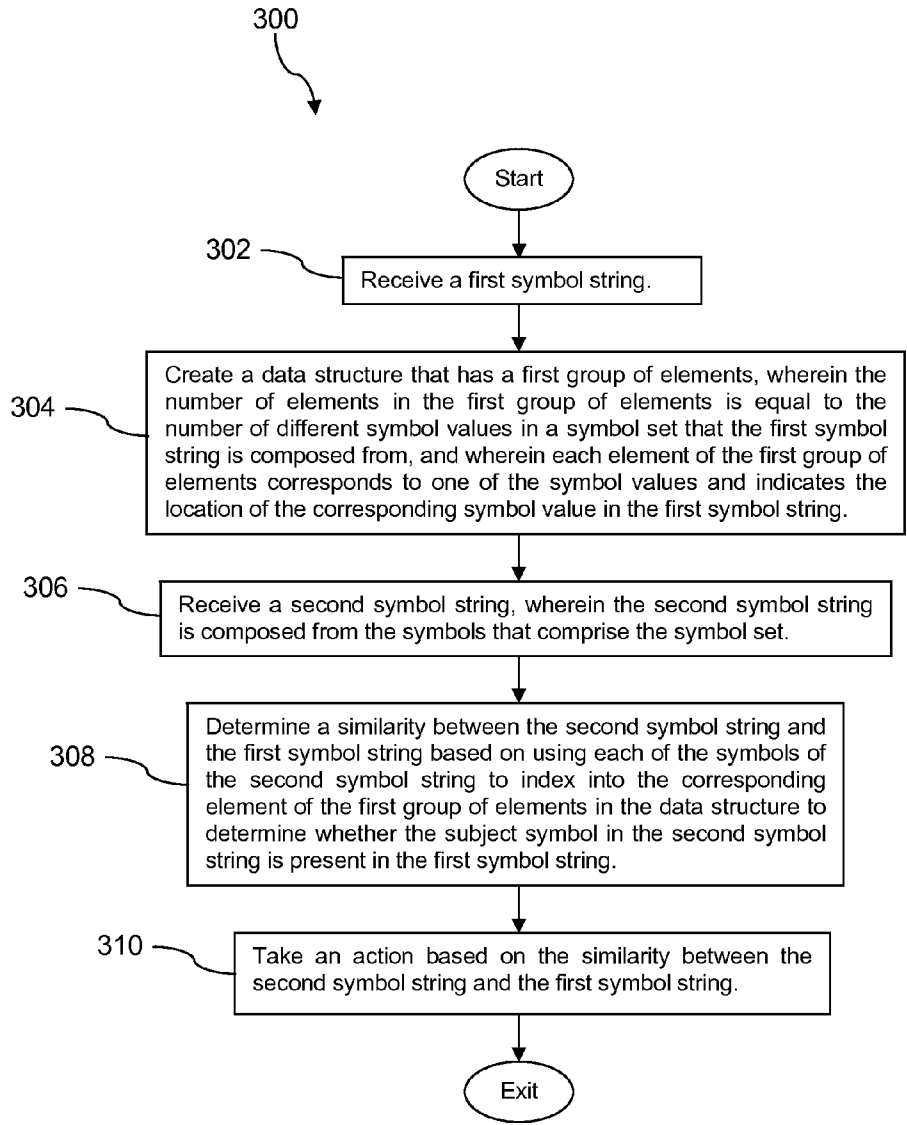 300
Start
302
Receive a first symbol string.
304
Create a data structure that has a first group of elements, wherein the
number of elements in the first group of elements is equal to the
number of different symbol values in a symbol set that the first symbol
string is composed from, and wherein each element of the first group of
elements corresponds to one of the symbol values and indicates the
location of the corresponding symbol value in the first symbol string.
306
Receive a second symbol string, wherein the second symbol string
is composed from the symbols that comprise the symbol set.
308
Determine a similarity between the second symbol string and
the first symbol string based on using each of the symbols of
the second symbol string to index into the corresponding
element of the first group of elements in the data structure to
determine whether the subject symbol in the second symbol
string is present in the first symbol string.
310
Take an action based on the similarity between the
second symbol string and the first symbol string.
Exit